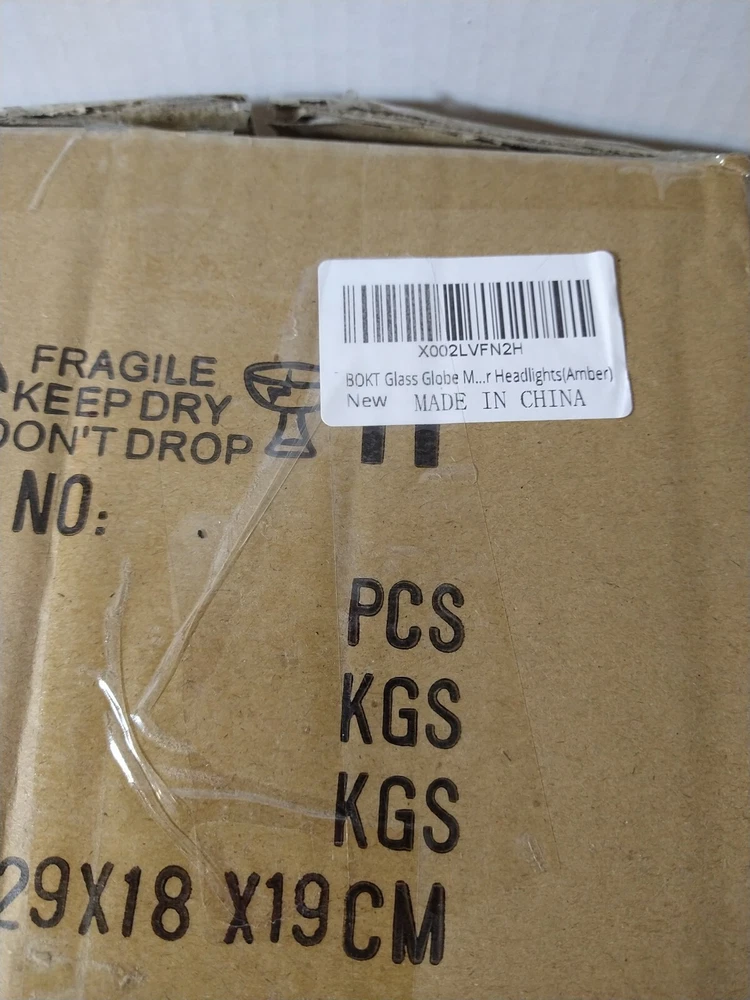 X002LVFN2H
BOKT Glass Globe M...r Headlights(Amber)
New MADE IN CHINA
FRAGILE
KEEP DRY
DON'T DROP
NO:
PCS
KGS
KGS
29X18 X19CM